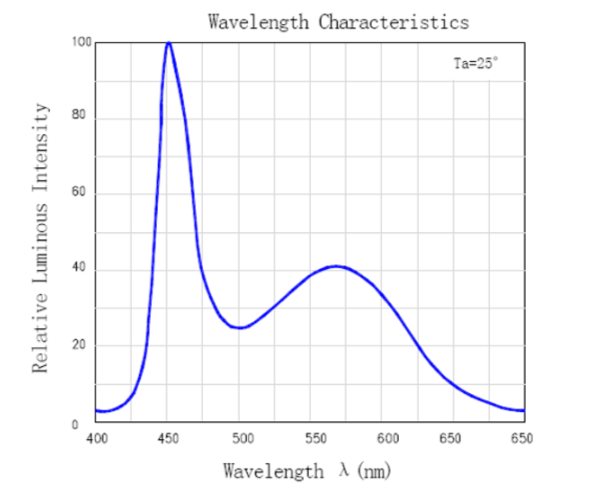 Wavelength Characteristics
Ta=25°
Relative Luminous Intensity
100
80
60
40
20
0
400 450 500 550 600 650 650
Wavelength λ (nm)